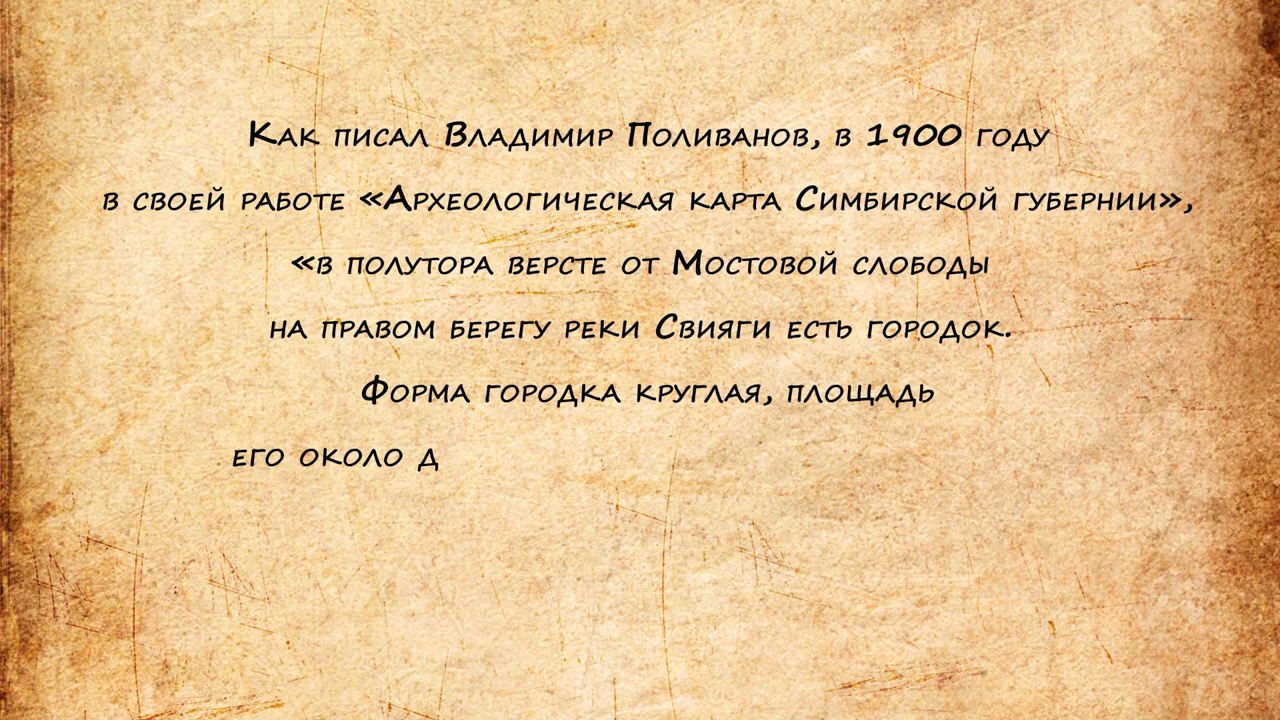 Как писал Владимир Поливанов, в 1900 году
в своей работе «Археологическая карта Симбирской губернии»,
«в полутора версте от Мостовой слободы
на правом берегу реки Свияги есть городок.
Форма городка круглая, площадь
его около д